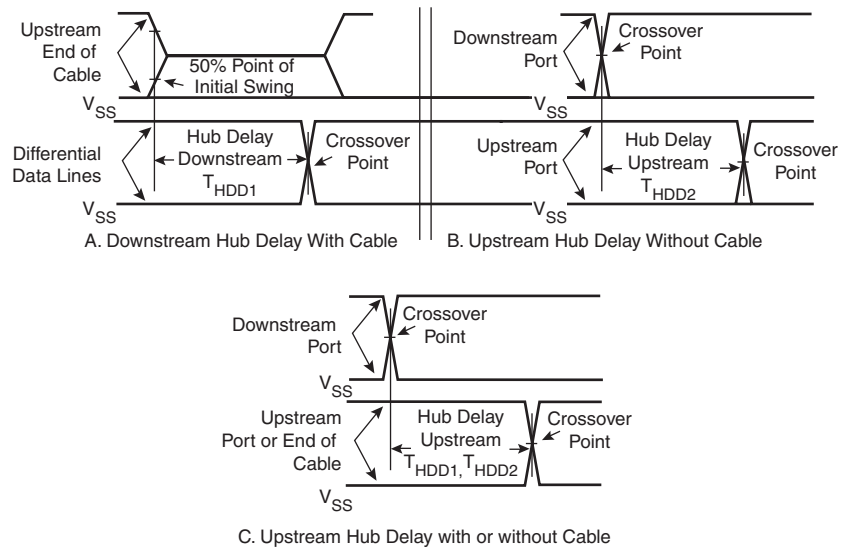 Upstream
End of
Cable
50% Point of
Initial Swing
VSS
Differential
Data Lines
Hub Delay
Downstream
THDD1
Crossover
Point
VSS
A. Downstream Hub Delay With Cable
Downstream
Port
Crossover
Point
VSS
Upstream
Port
Hub Delay
Upstream
THDD2
Crossover
Point
VSS
B. Upstream Hub Delay Without Cable
Downstream
Port
Crossover
Point
VSS
Upstream
Port or End of
Cable
Hub Delay
Upstream
THDD1, THDD2
Crossover
Point
VSS
C. Upstream Hub Delay with or without Cable